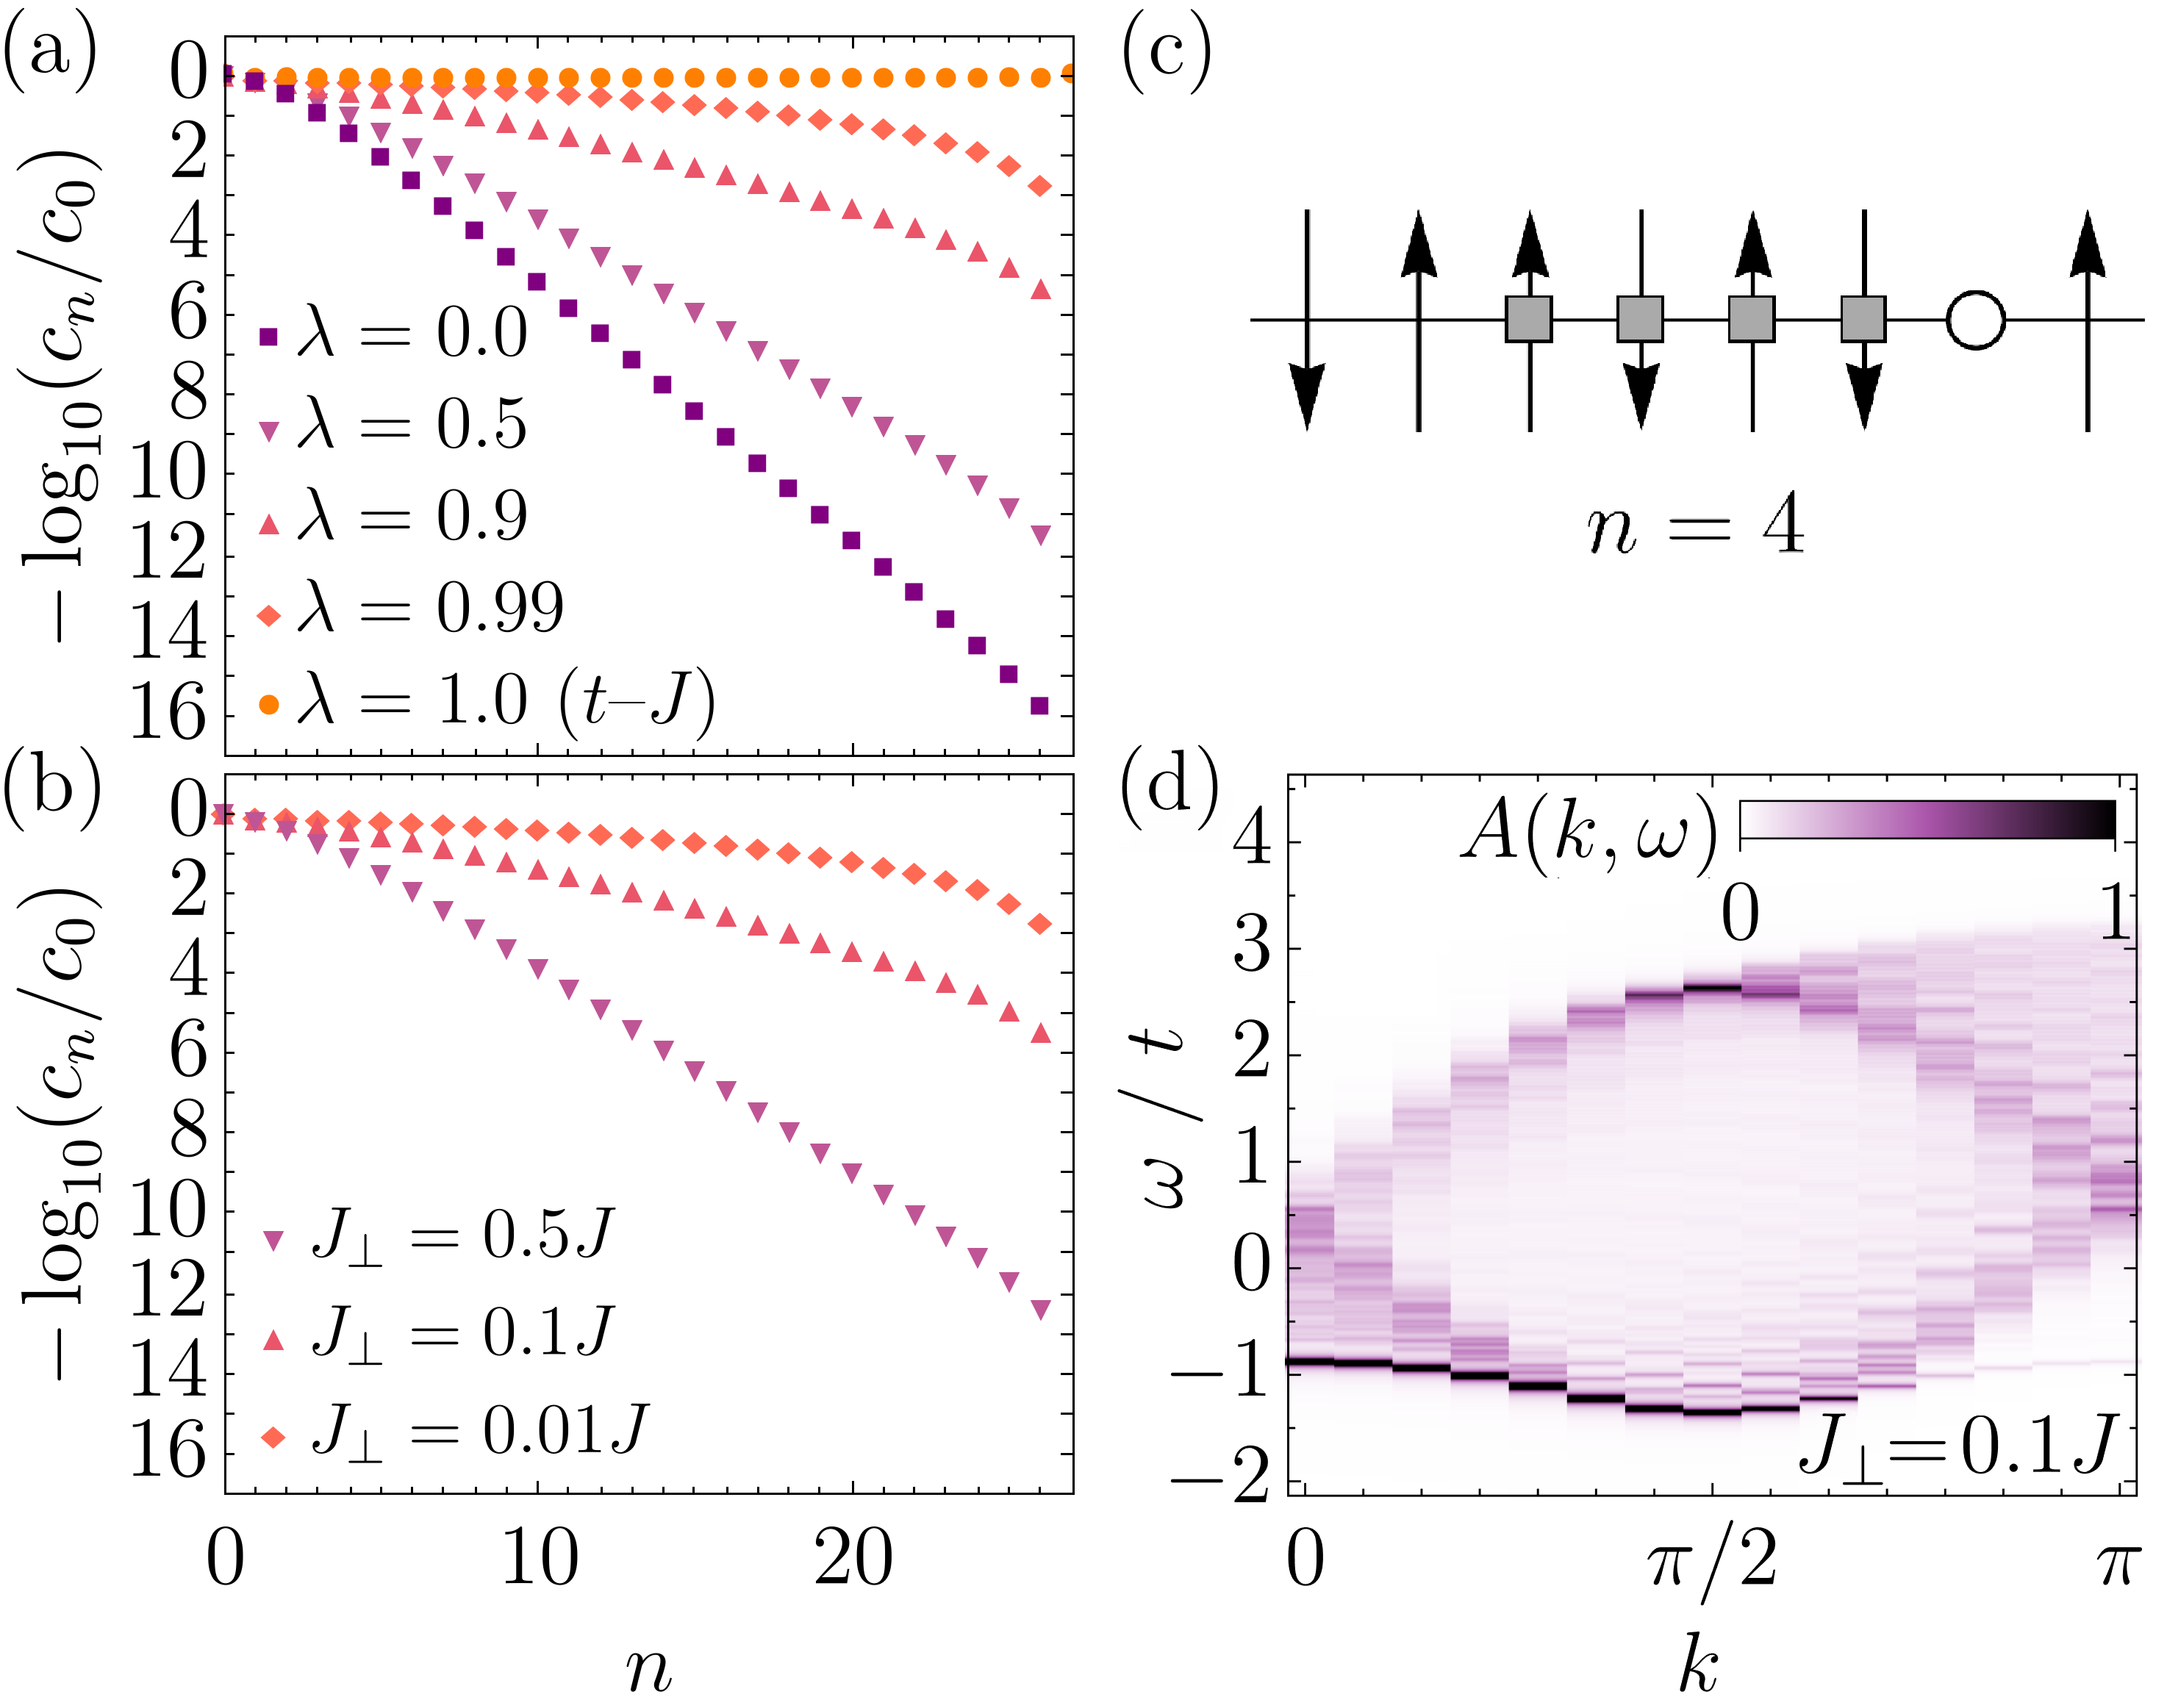 (a)
− log10(cn/c0)
0
2
4
6
8
10
12
14
16
λ = 0.0
λ = 0.5
λ = 0.9
λ = 0.99
λ = 1.0 (t–J)
(b)
− log10(cn/c0)
0
2
4
6
8
10
12
14
16
J⊥ = 0.5J
J⊥ = 0.1J
J⊥ = 0.01J
0 10 20
n
(c)
n = 4
(d)
ω / t
4
3
2
1
0
−1
−2
A(k, ω)
0 1
J⊥=0.1J
0 π/2 π
k